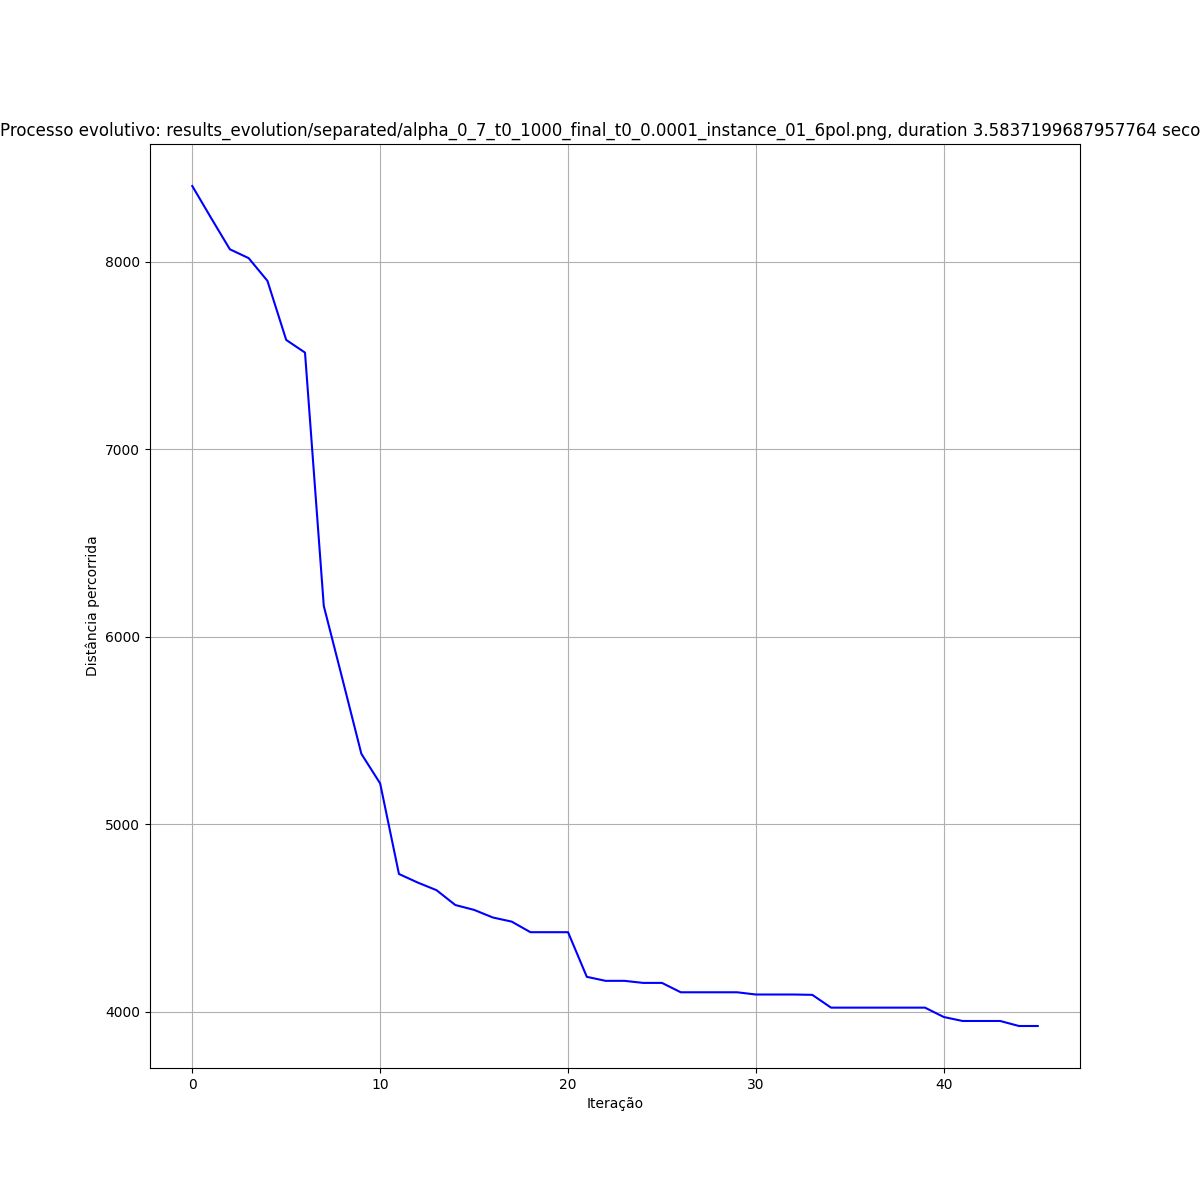 Processo evolutivo: results_evolution/separated/alpha_0_7_t0_1000_final_t0_0.0001_instance_01_6pol.png, duration 3.5837199687957764 seco
8000
7000
6000
5000
4000
Distância percorrida
0 10 20 30 40
Iteração